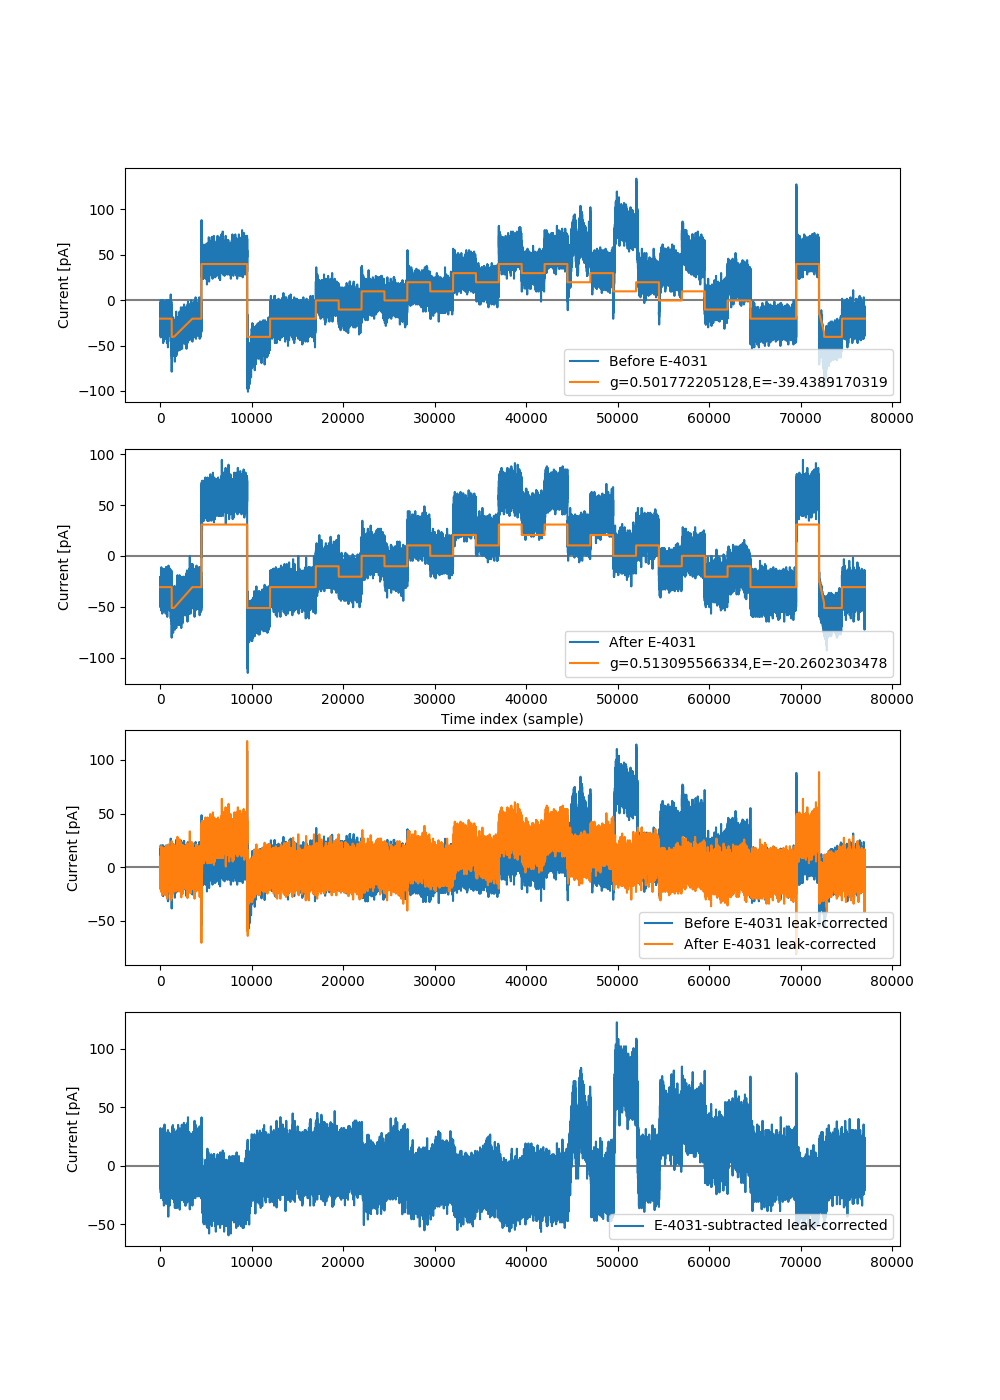 Current [pA]
100
50
0
−50
−100
Before E-4031
g=0.501772205128,E=-39.4389170319
0 10000 20000 30000 40000 50000 60000 70000 80000
Current [pA]
100
50
0
−50
−100
After E-4031
g=0.513095566334,E=-20.2602303478
0 10000 20000 30000 40000 50000 60000 70000 80000
Time index (sample)
Current [pA]
100
50
0
−50
Before E-4031 leak-corrected
After E-4031 leak-corrected
0 10000 20000 30000 40000 50000 60000 70000 80000
Current [pA]
100
50
0
−50
E-4031-subtracted leak-corrected
0 10000 20000 30000 40000 50000 60000 70000 80000